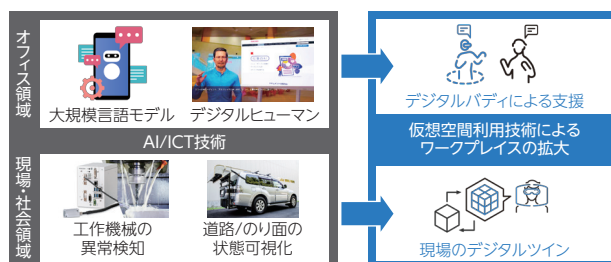 オフィス領域
大規模言語モデル
デジタルヒューマン
AI/ICT技術
現場・社会領域
工作機械の
異常検知
道路/のり面の
状態可視化
デジタルバディによる支援
仮想空間利用技術による
ワークプレイスの拡大
現場のデジタルツイン